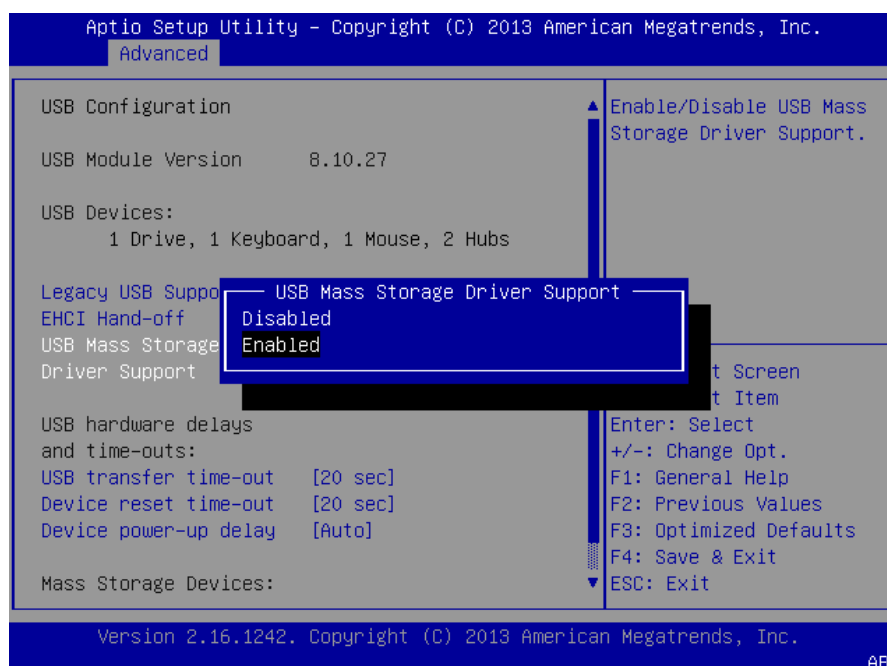 Aptio Setup Utility – Copyright (C) 2013 American Megatrends, Inc.
Advanced
USB Configuration
USB Module Version 8.10.27
USB Devices:
1 Drive, 1 Keyboard, 1 Mouse, 2 Hubs
Legacy USB Suppo
EHCI Hand-off
USB Mass Storage
Driver Support
USB Mass Storage Driver Support
Disabled
Enabled
USB hardware delays
and time-outs:
USB transfer time-out [20 sec]
Device reset time-out [20 sec]
Device power-up delay [Auto]
Mass Storage Devices:
Enable/Disable USB Mass
Storage Driver Support.
t Screen
t Item
Enter: Select
+/-: Change Opt.
F1: General Help
F2: Previous Values
F3: Optimized Defaults
F4: Save & Exit
ESC: Exit
Version 2.16.1242. Copyright (C) 2013 American Megatrends, Inc.